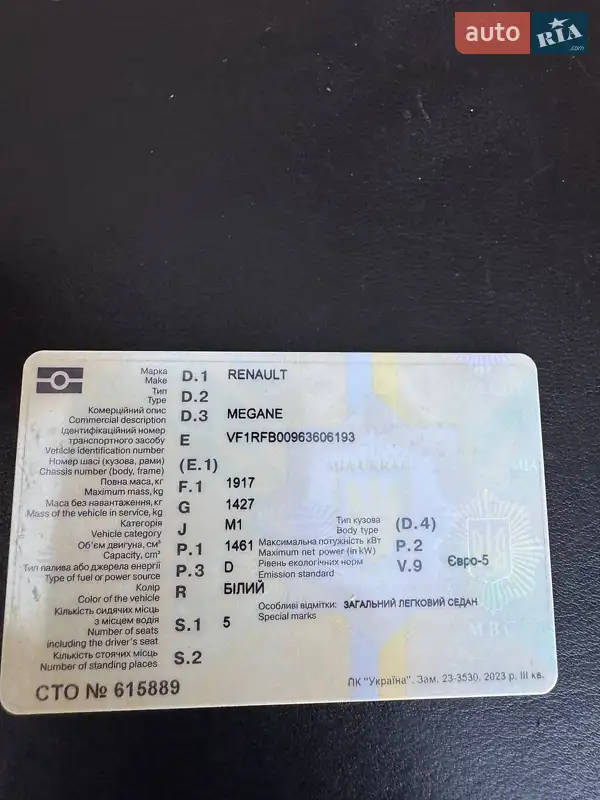 auto RIA .com
Марка D.1 RENAULT
Make
Тип D.2
Type
Комерційний опис D.3 MEGANE
Commercial description
Ідентифікаційний номер
транспортного засобу E VF1RFB00963606193
Vehicle identification number
Номер шасі (кузова, рами) (E.1)
Chassis number (body, frame)
Повна маса, кг F.1 1917
Maximum mass, kg
Маса без навантаження, кг G 1427
Mass of the vehicle in service, kg
Категорія J M1 Тип кузова (D.4)
Vehicle category Body type
Об'єм двигуна, см³ P.1 1461 Максимальна потужність кВт P.2
Capacity, cm³ Maximum net power (in kW)
Тип палива або джерела енергії P.3 D Рівень екологічних норм V.9 Євро-5
Type of fuel or power source Emission standard
Колір R БІЛИЙ
Color of the vehicle
Кількість сидячих місць Особливі відмітки: ЗАГАЛЬНИЙ ЛЕГКОВИЙ СЕДАН
з місцем водія S.1 5 Special marks
Number of seats
including the driver's seat
Кількість стоячих місць S.2
Number of standing places
МВС
СТО № 615889 ПК "Україна". Зам. 23-3530. 2023 р. III кв.